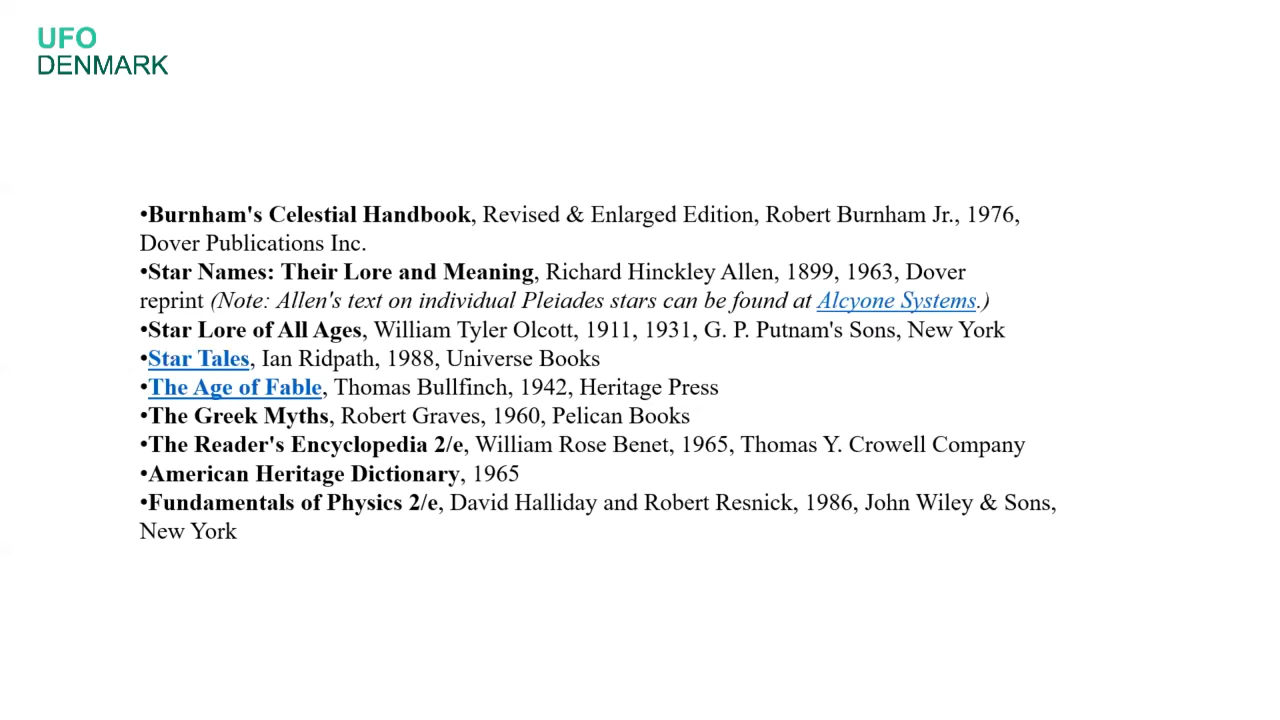 UFO
DENMARK
•Burnham's Celestial Handbook, Revised & Enlarged Edition, Robert Burnham Jr., 1976,
Dover Publications Inc.
•Star Names: Their Lore and Meaning, Richard Hinckley Allen, 1899, 1963, Dover
reprint (Note: Allen's text on individual Pleiades stars can be found at Alcyone Systems.)
•Star Lore of All Ages, William Tyler Olcott, 1911, 1931, G. P. Putnam's Sons, New York
•Star Tales, Ian Ridpath, 1988, Universe Books
•The Age of Fable, Thomas Bullfinch, 1942, Heritage Press
•The Greek Myths, Robert Graves, 1960, Pelican Books
•The Reader's Encyclopedia 2/e, William Rose Benet, 1965, Thomas Y. Crowell Company
•American Heritage Dictionary, 1965
•Fundamentals of Physics 2/e, David Halliday and Robert Resnick, 1986, John Wiley & Sons,
New York